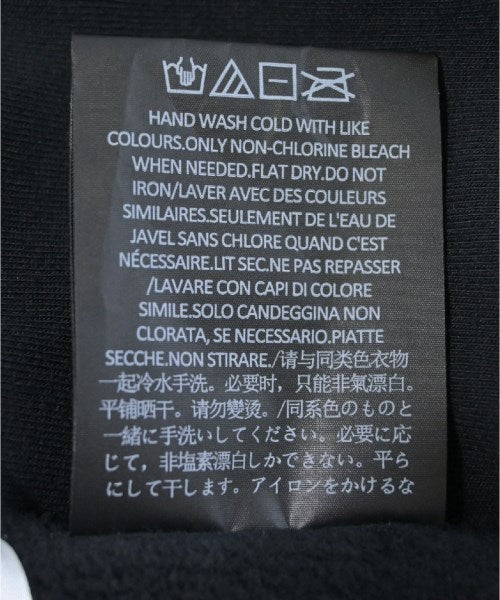 HAND WASH COLD WITH LIKE
COLOURS.ONLY NON-CHLORINE BLEACH
WHEN NEEDED.FLAT DRY.DO NOT
IRON/LAVER AVEC DES COULEURS
SIMILAIRES.SEULEMENT DE L'EAU DE
JAVEL SANS CHLORE QUAND C'EST
NÉCESSAIRE.LIT SEC.NE PAS REPASSER
/LAVARE CON CAPI DI COLORE
SIMILE.SOLO CANDEGGINA NON
CLORATA, SE NECESSARIO.PIATTE
SECCHE.NON STIRARE./请与同类色衣物
一起冷水手洗。必要时，只能非氧漂白。
平铺晒干。请勿變烫。/同系色のものと
一緒に手洗いしてください。必要に応
じて，非塩素漂白しかできない。平ら
にして干します。アイロンをかけるな